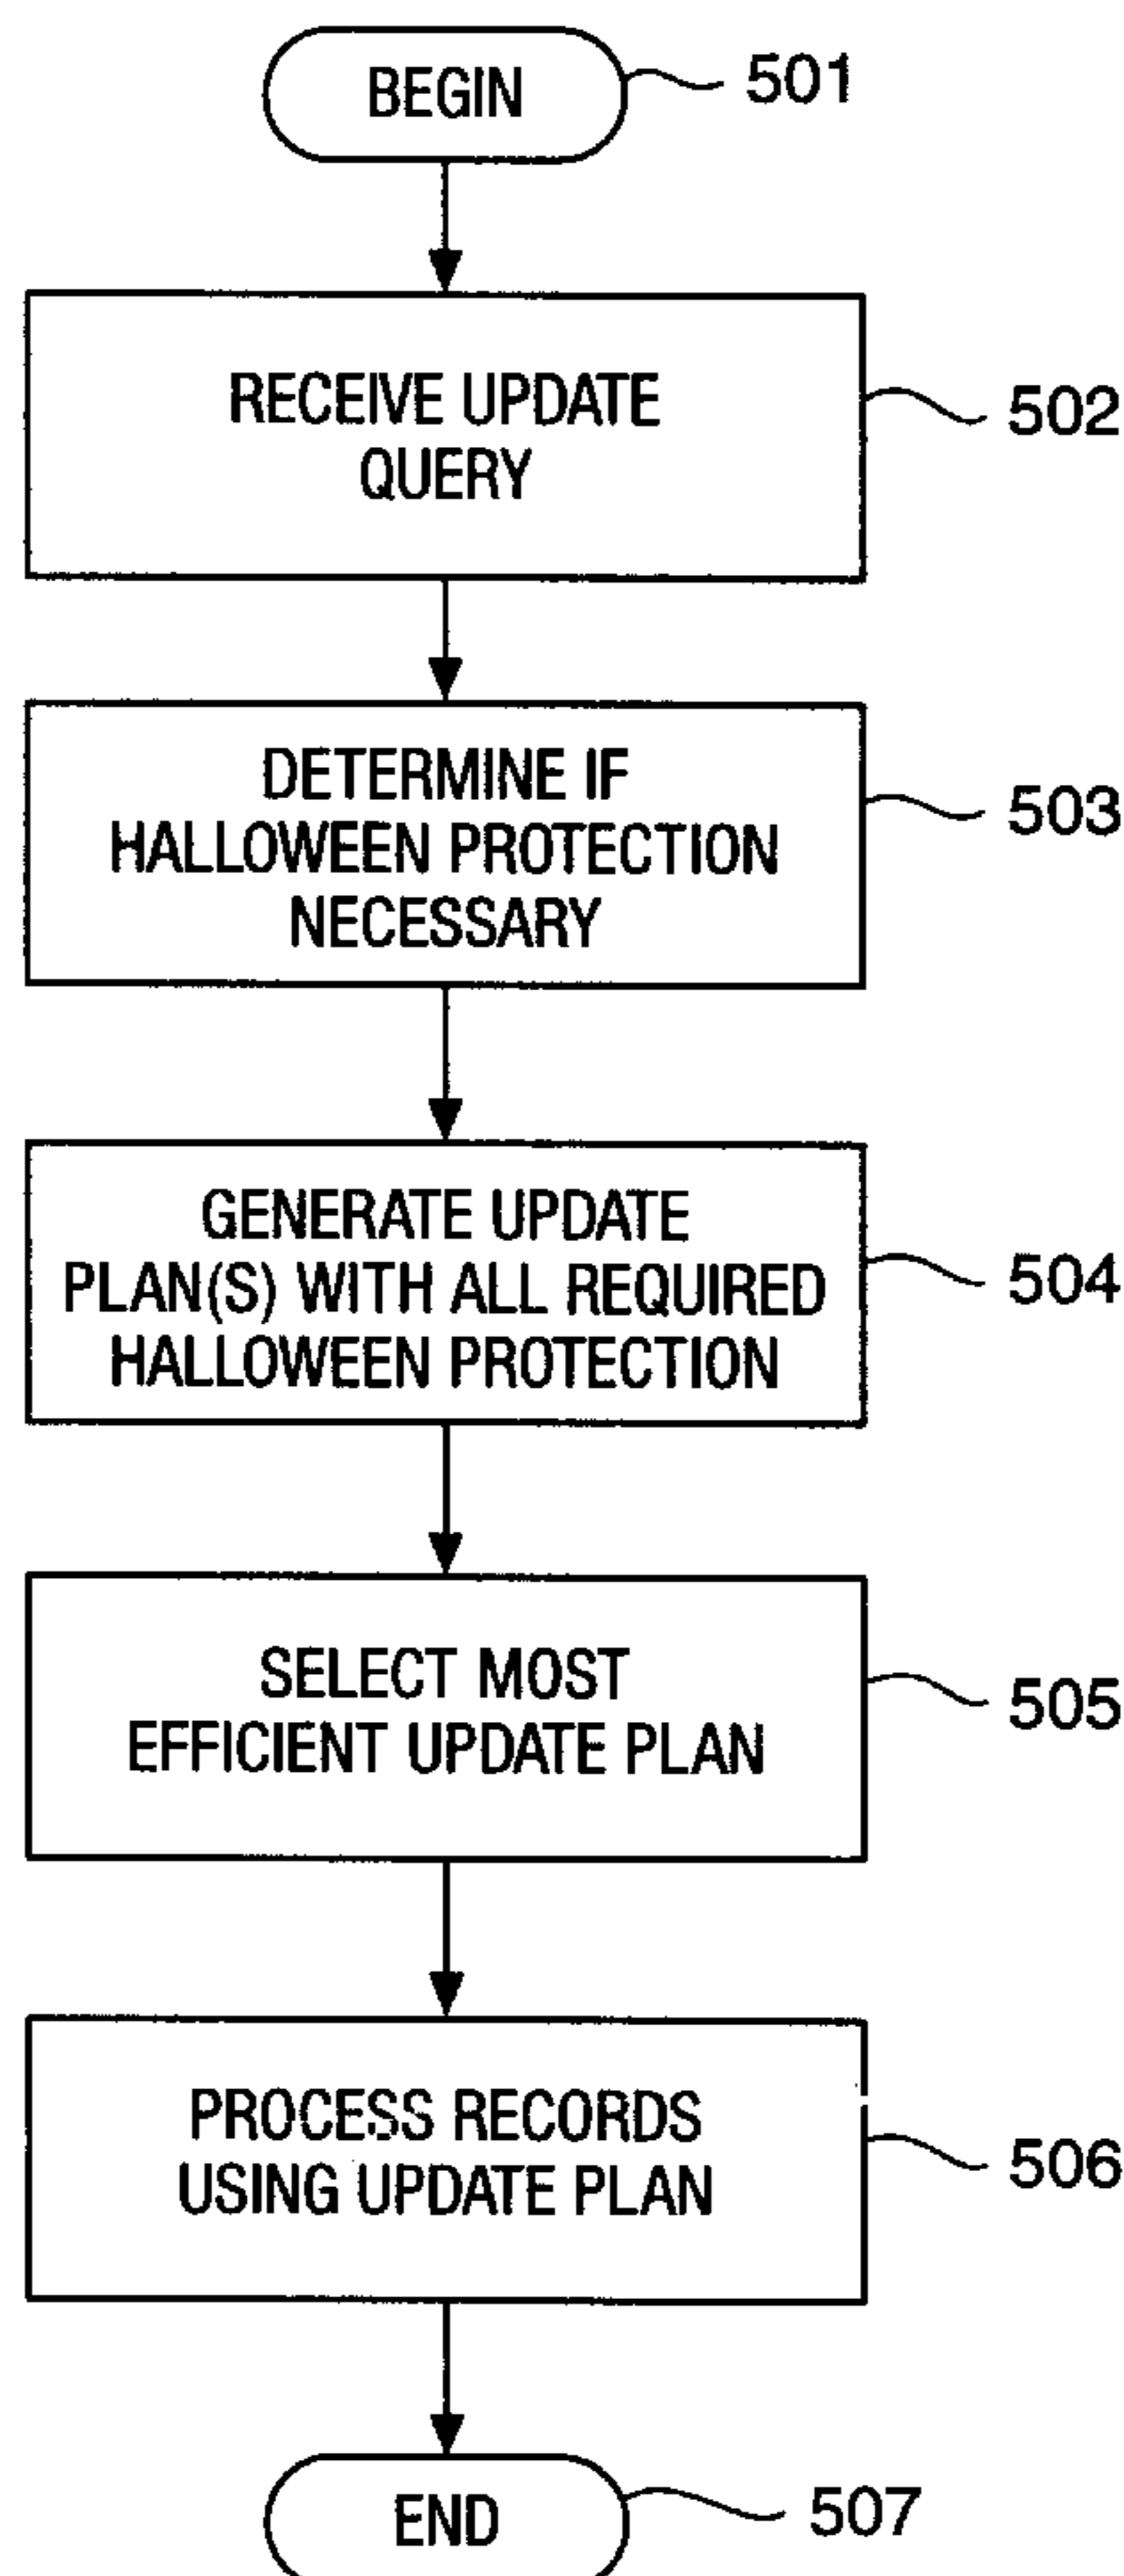 BEGIN
501
RECEIVE UPDATE
QUERY
502
DETERMINE IF
HALLOWEEN PROTECTION
NECESSARY
503
GENERATE UPDATE
PLAN(S) WITH ALL REQUIRED
HALLOWEEN PROTECTION
504
SELECT MOST
EFFICIENT UPDATE PLAN
505
PROCESS RECORDS
USING UPDATE PLAN
506
END
507